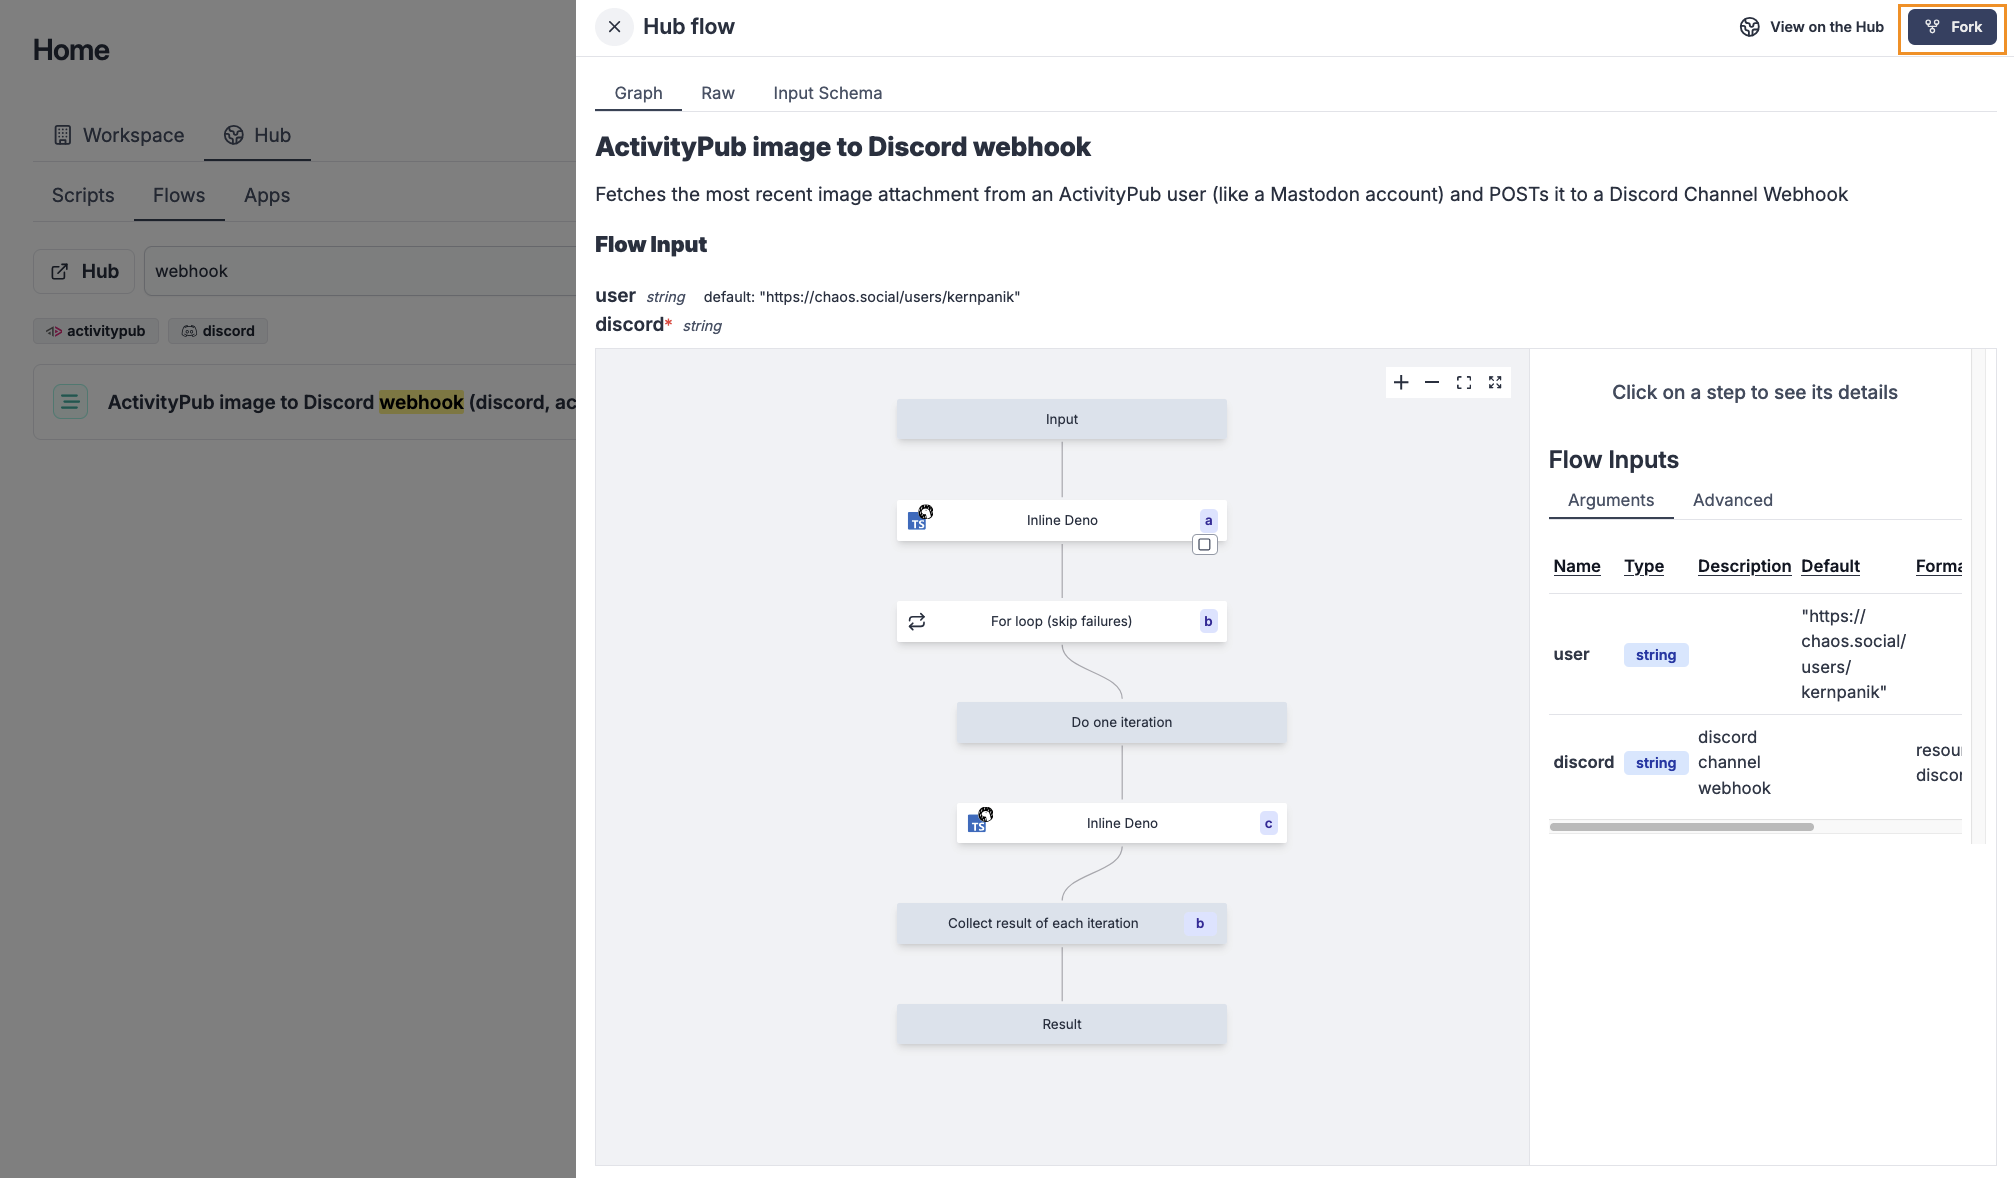 Home
Workspace
Hub
Scripts
Flows
Apps
Hub
webhook
activitypub
discord
ActivityPub image to Discord webhook (discord, ac
Hub flow
View on the Hub
Fork
Graph
Raw
Input Schema
ActivityPub image to Discord webhook
Fetches the most recent image attachment from an ActivityPub user (like a Mastodon account) and POSTs it to a Discord Channel Webhook
Flow Input
user string default: "https://chaos.social/users/kernpanik"
discord* string
Input
TS Inline Deno a
For loop (skip failures) b
Do one iteration
TS Inline Deno c
Collect result of each iteration b
Result
Click on a step to see its details
Flow Inputs
Arguments
Advanced
Name Type Description Default Forma
user string "https://
chaos.social/
users/
kernpanik"
discord string discord
channel
webhook
resou
discor